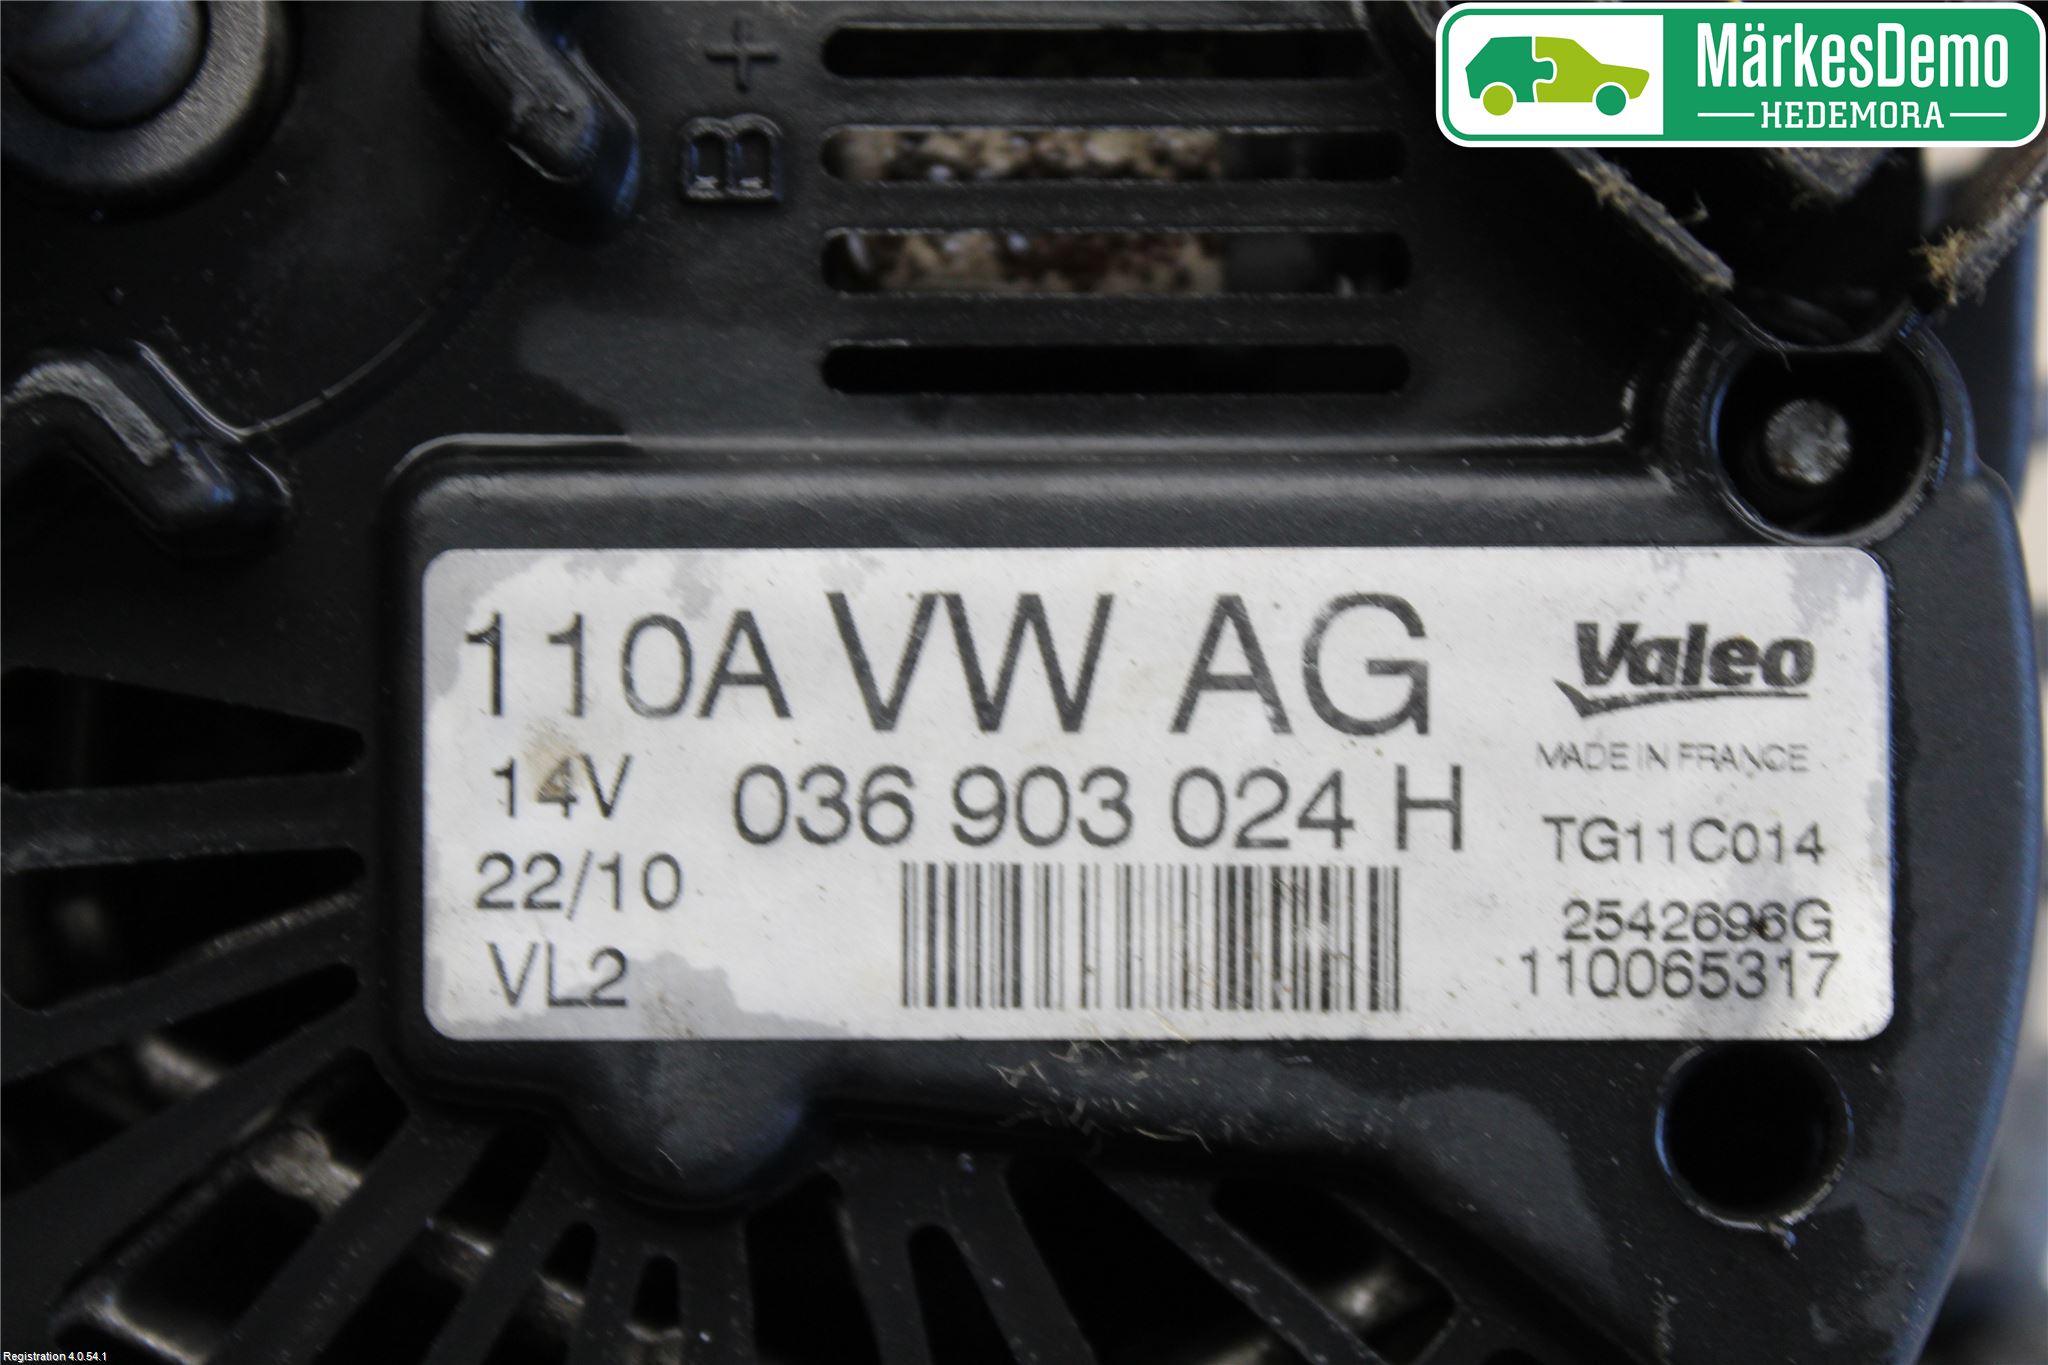 MärkesDemo
HEDEMORA
+
B
110A VW AG
Valeo
MADE IN FRANCE
14V
036 903 024 H
TG11C014
22/10
2542696G
VL2
110065317
Registration 4.0.54.1